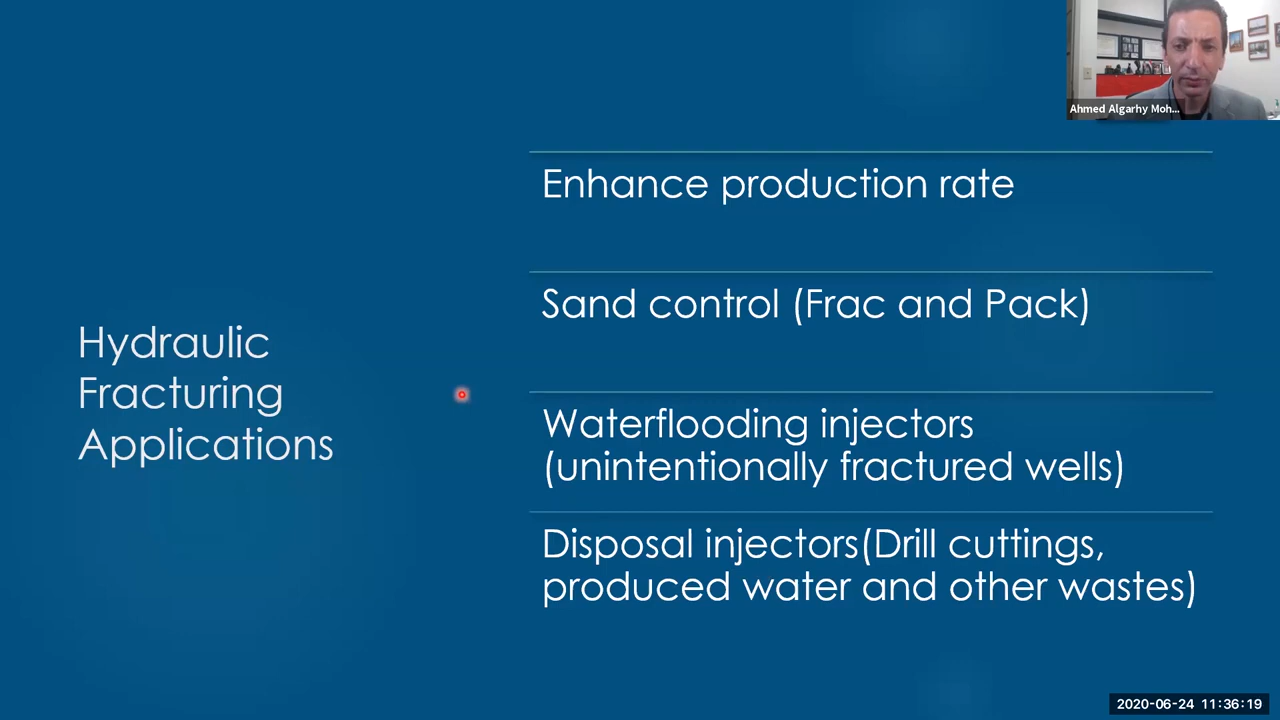 Ahmed Algarhy Moh...
Hydraulic
Fracturing
Applications
Enhance production rate
Sand control (Frac and Pack)
Waterflooding injectors
(unintentionally fractured wells)
Disposal injectors(Drill cuttings,
produced water and other wastes)
2020-06-24 11:36:19